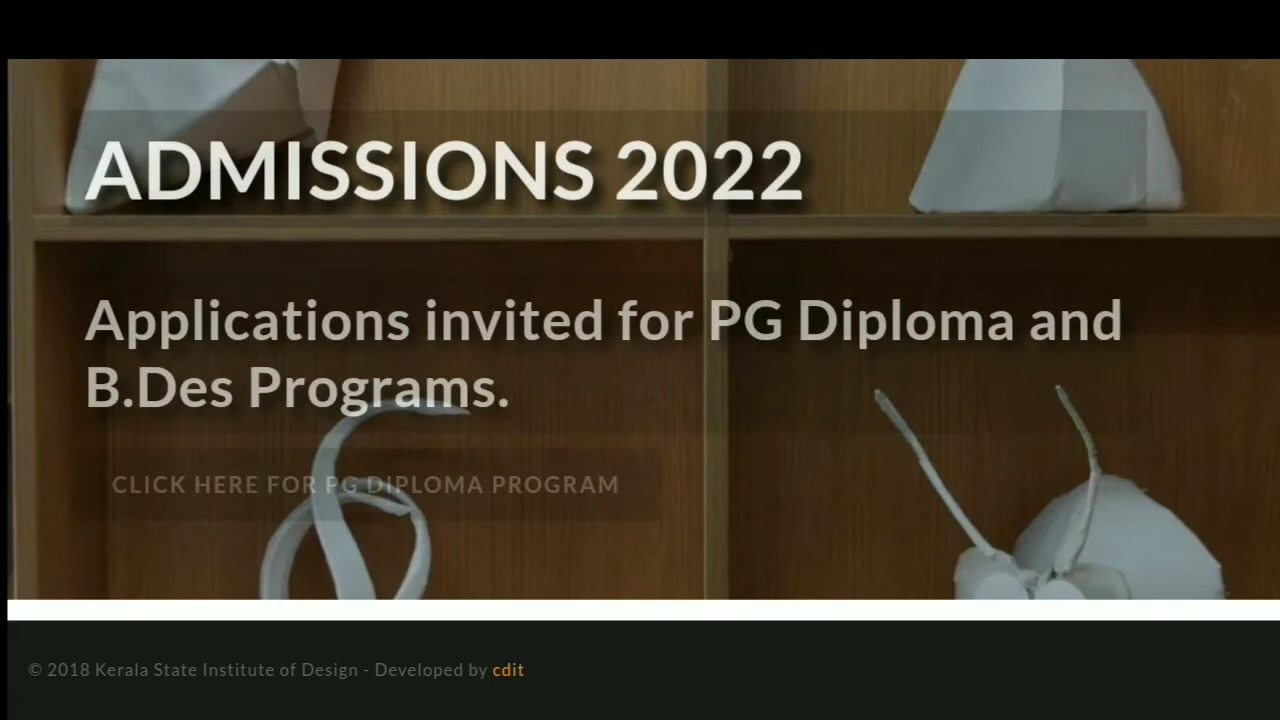 ADMISSIONS 2022
Applications invited for PG Diploma and
B.Des Programs.
CLICK HERE FOR PG DIPLOMA PROGRAM
© 2018 Kerala State Institute of Design - Developed by cdit